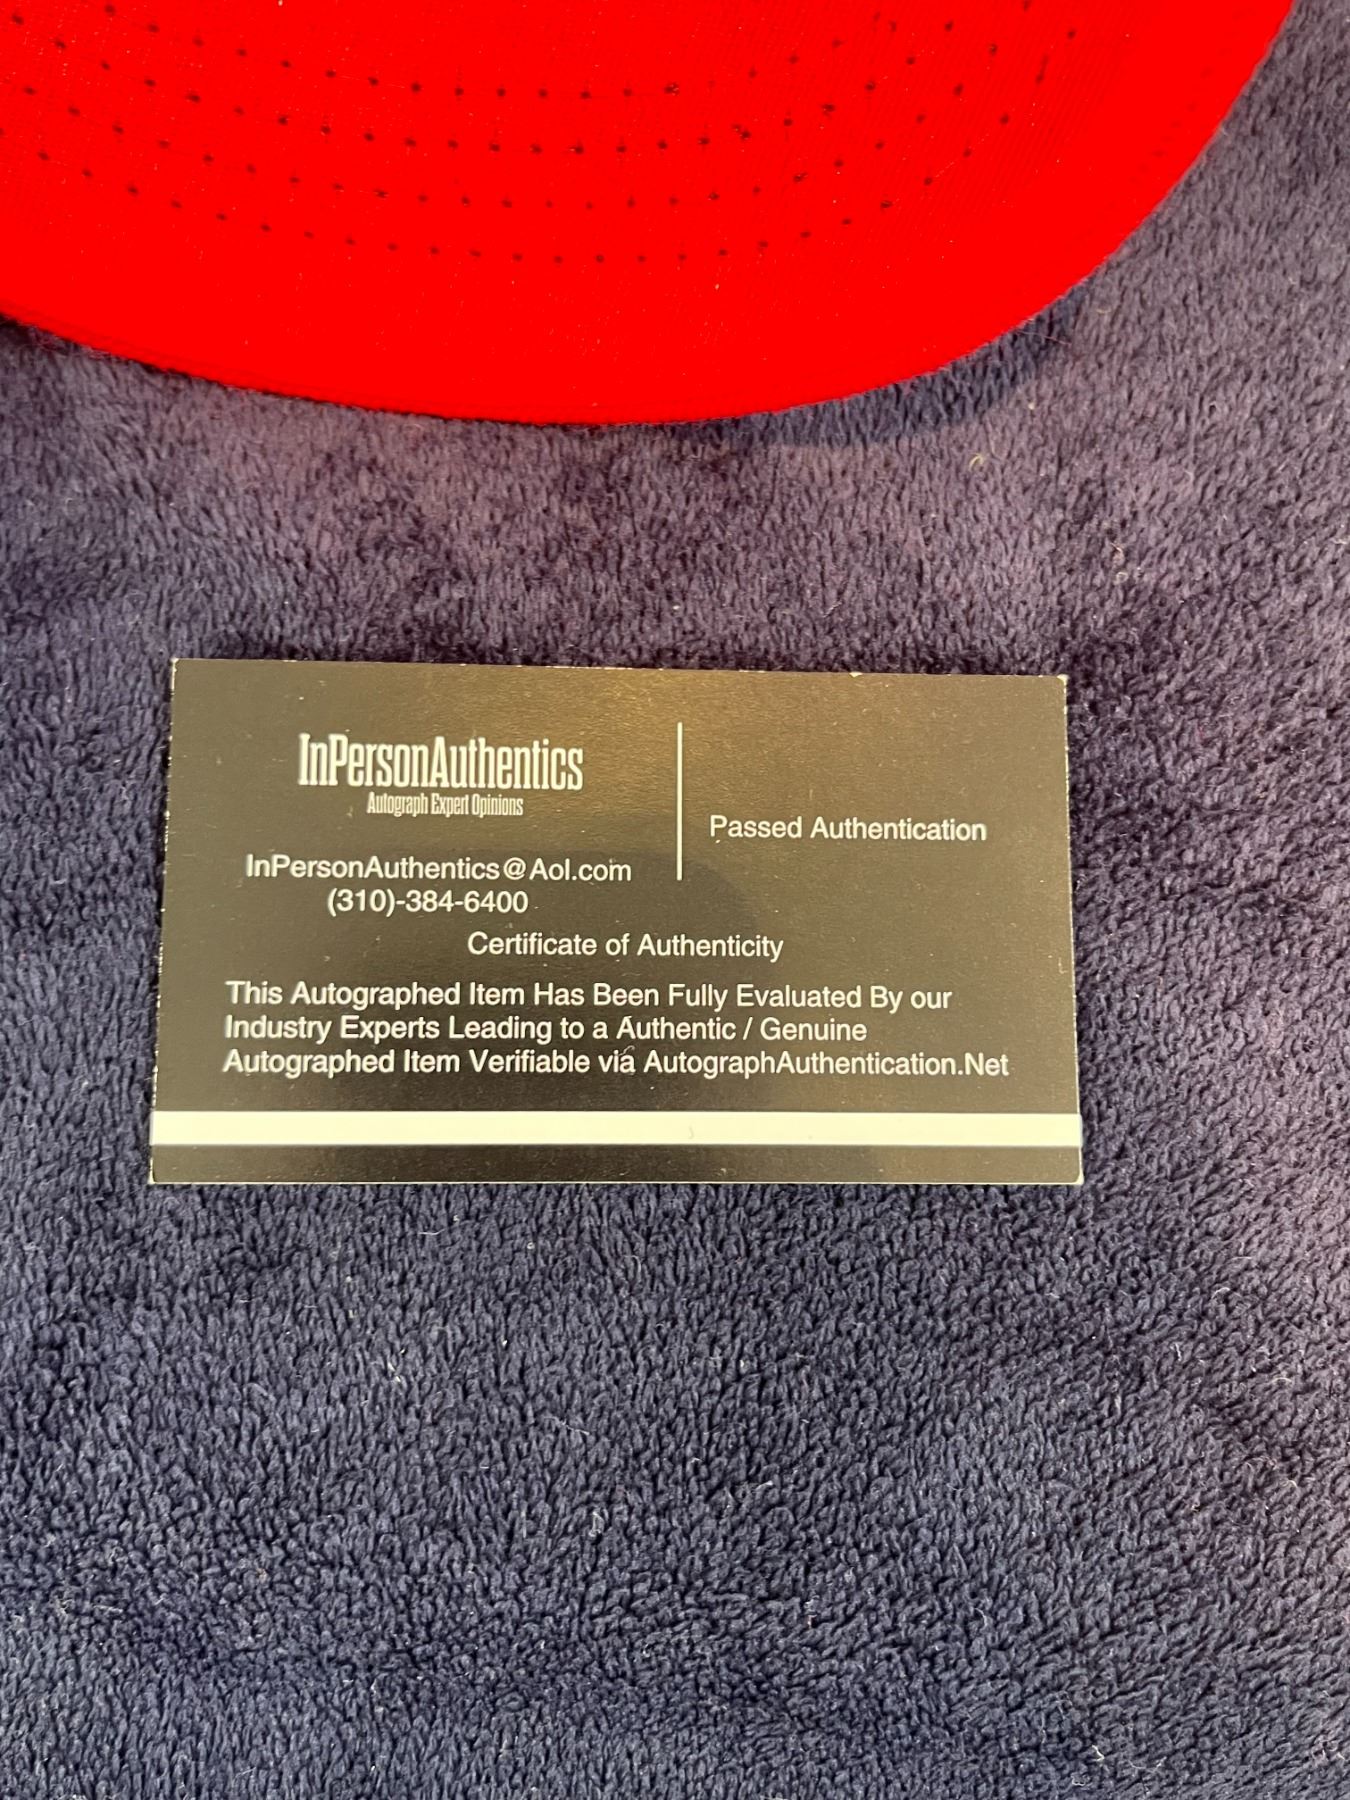 InPersonAuthentics
Autograph Expert Opinions
InPersonAuthentics@Aol.com
(310)-384-6400
Passed Authentication
Certificate of Authenticity
This Autographed Item Has Been Fully Evaluated By our
Industry Experts Leading to a Authentic / Genuine
Autographed Item Verifiable via AutographAuthentication.Net